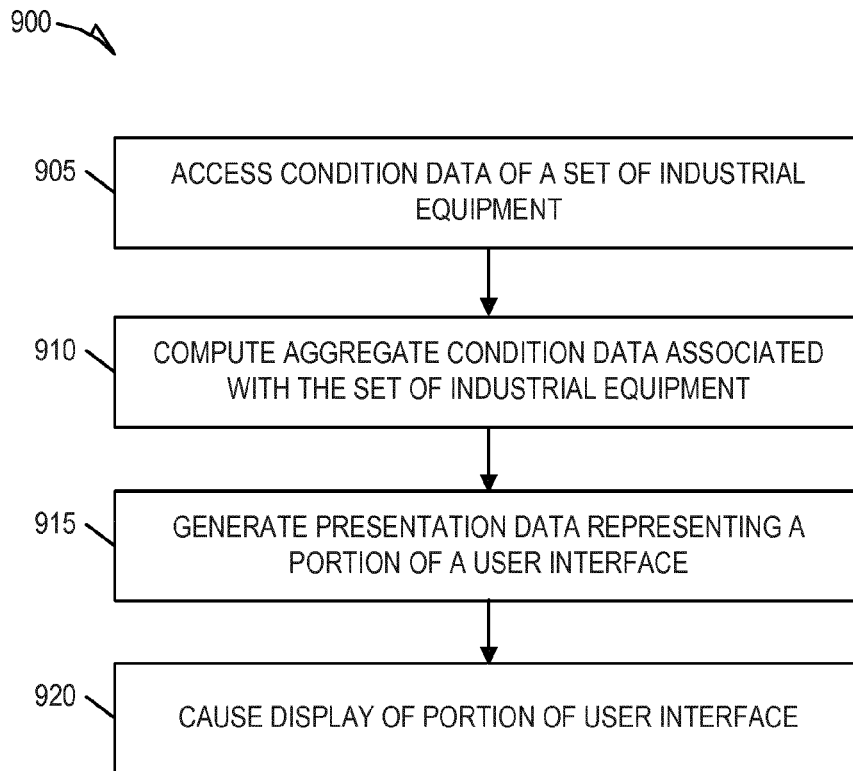 900
905
ACCESS CONDITION DATA OF A SET OF INDUSTRIAL
EQUIPMENT
910
COMPUTE AGGREGATE CONDITION DATA ASSOCIATED
WITH THE SET OF INDUSTRIAL EQUIPMENT
915
GENERATE PRESENTATION DATA REPRESENTING A
PORTION OF A USER INTERFACE
920
CAUSE DISPLAY OF PORTION OF USER INTERFACE